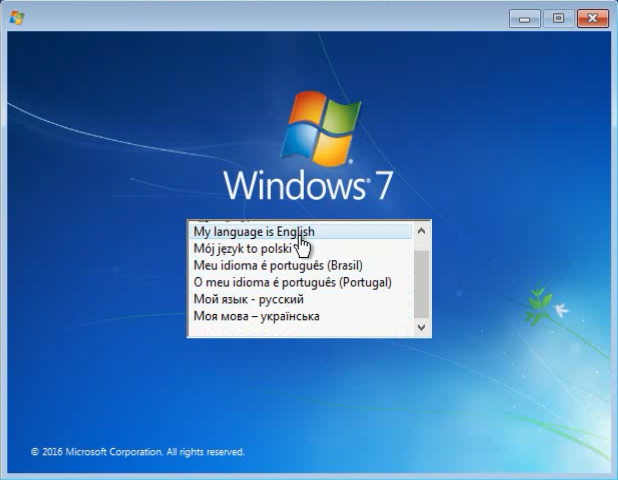 Windows 7
My language is English
Mój język to polski
Meu idioma é português (Brasil)
O meu idioma é português (Portugal)
Мой язык - русский
Моя мова – українська
© 2016 Microsoft Corporation. All rights reserved.